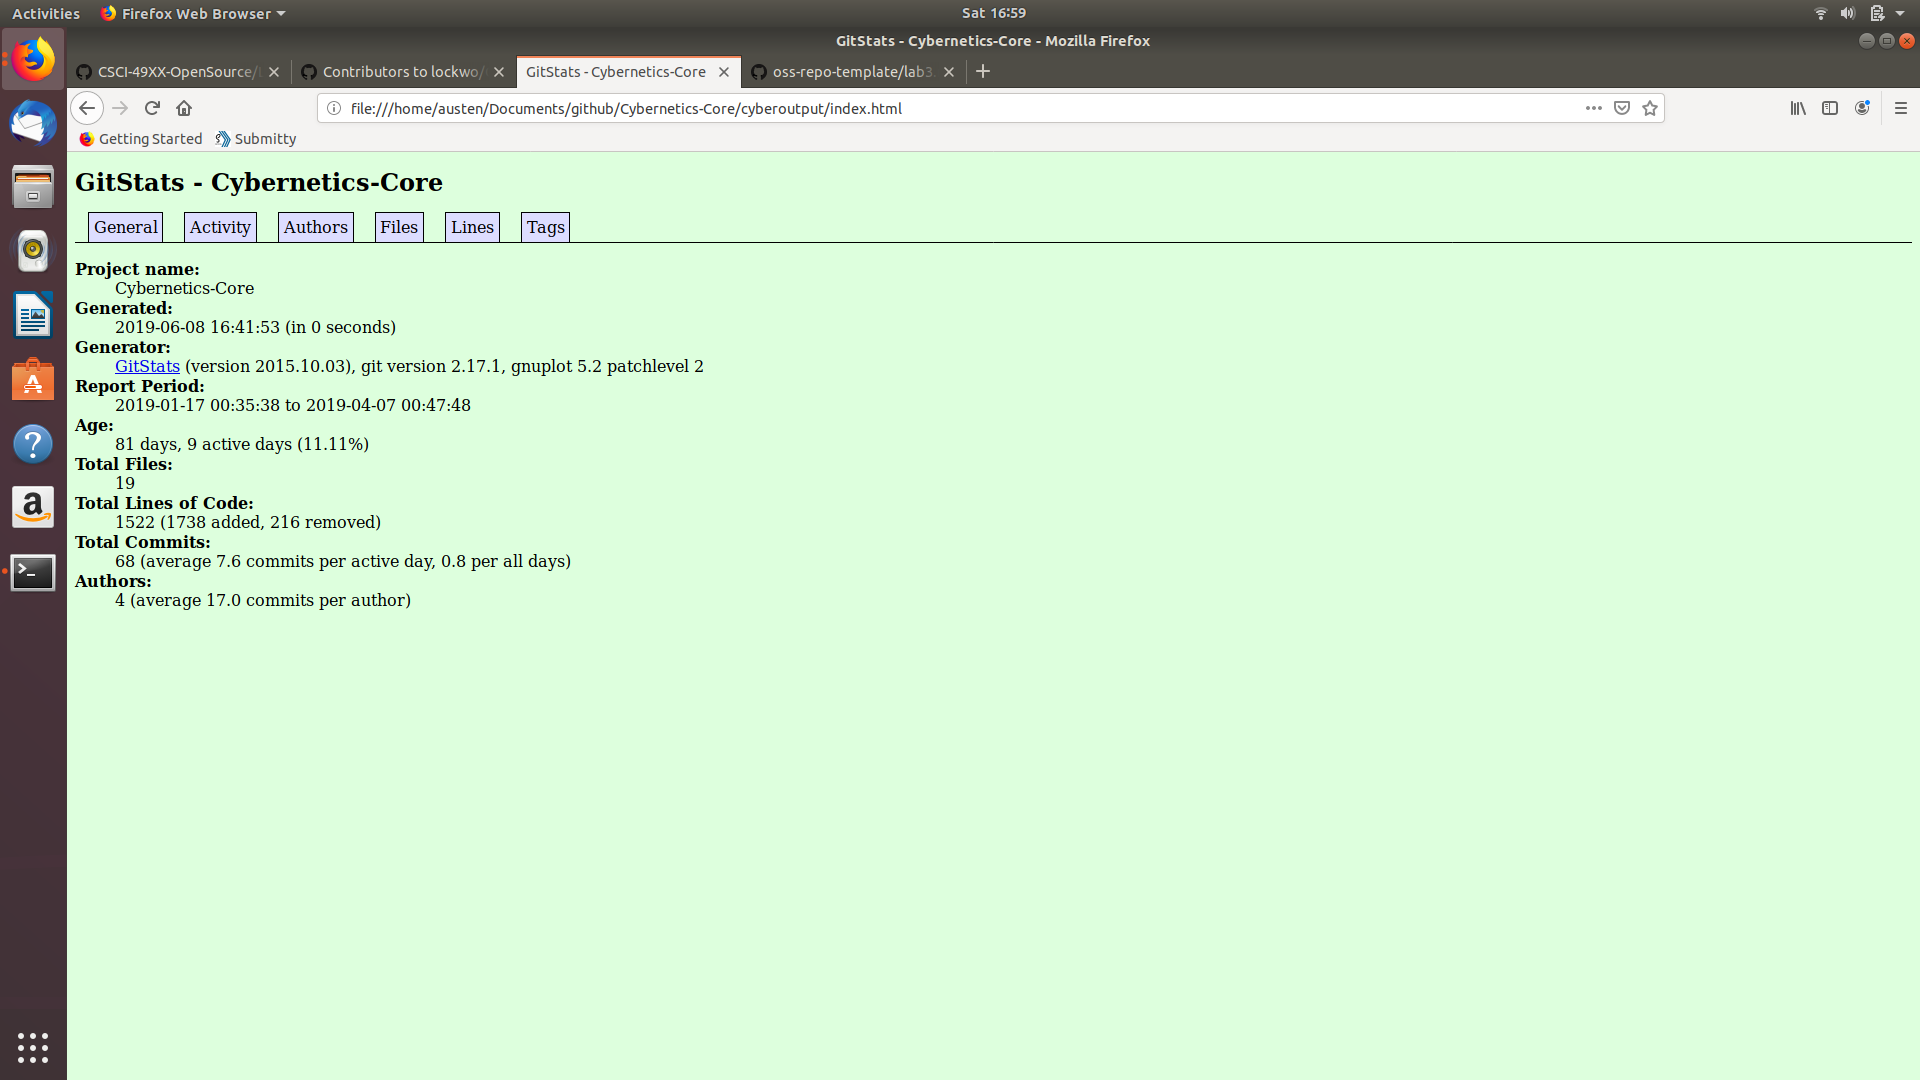 Activities Firefox Web Browser Sat 16:59
GitStats - Cybernetics-Core - Mozilla Firefox
CSCI-49XX-OpenSource/ Contributors to lockwo/ GitStats - Cybernetics-Core oss-repo-template/lab3
file:///home/austen/Documents/github/Cybernetics-Core/cyberoutput/index.html
Getting Started Submitty
GitStats - Cybernetics-Core
General Activity Authors Files Lines Tags
Project name:
Cybernetics-Core
Generated:
2019-06-08 16:41:53 (in 0 seconds)
Generator:
GitStats (version 2015.10.03), git version 2.17.1, gnuplot 5.2 patchlevel 2
Report Period:
2019-01-17 00:35:38 to 2019-04-07 00:47:48
Age:
81 days, 9 active days (11.11%)
Total Files:
19
Total Lines of Code:
1522 (1738 added, 216 removed)
Total Commits:
68 (average 7.6 commits per active day, 0.8 per all days)
Authors:
4 (average 17.0 commits per author)